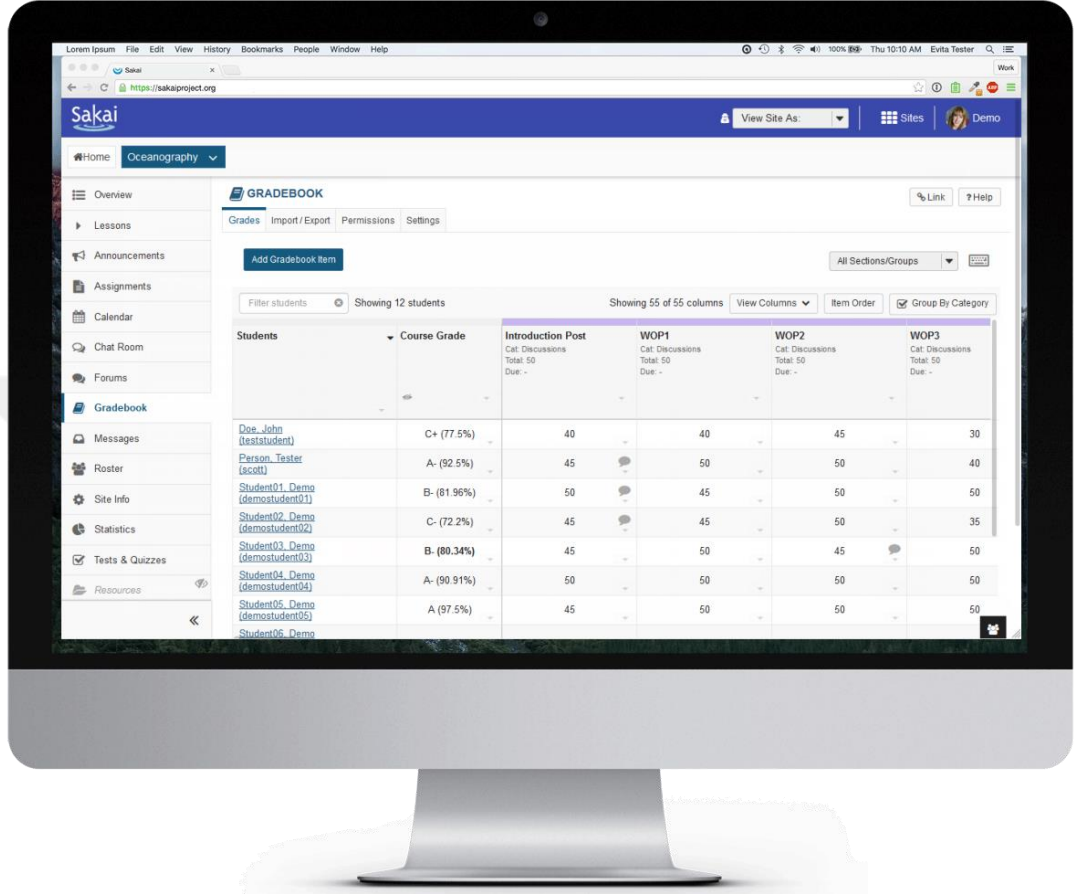 Lorem Ipsum File Edit View History Bookmarks People Window Help 100% Thu 10:10 AM Evita Tester
Sakai x Work
https://sakaiproject.org
Sakai View Site As: Sites Demo
Home Oceanography
Overview
Lessons
Announcements
Assignments
Calendar
Chat Room
Forums
Gradebook
Messages
Roster
Site Info
Statistics
Tests & Quizzes
Resources
GRADEBOOK Link ? Help
Grades Import / Export Permissions Settings
Add Gradebook Item All Sections/Groups
Filter students Showing 12 students Showing 55 of 55 columns View Columns Item Order Group By Category
Students Course Grade Introduction Post WOP1 WOP2 WOP3
Cat: Discussions Cat: Discussions Cat: Discussions Cat: Discussions
Total: 50 Total: 50 Total: 50 Total: 50
Due: - Due: - Due: - Due: -
Doe, John
(teststudent) C+ (77.5%) 40 40 45 30
Person, Tester
(scott) A- (92.5%) 45 50 50 40
Student01, Demo
(demostudent01) B- (81.96%) 50 45 50 50
Student02, Demo
(demostudent02) C- (72.2%) 45 45 50 35
Student03, Demo
(demostudent03) B- (80.34%) 45 50 45 50
Student04, Demo
(demostudent04) A- (90.91%) 50 50 50 50
Student05, Demo
(demostudent05) A (97.5%) 45 50 50 50
Student06, Demo